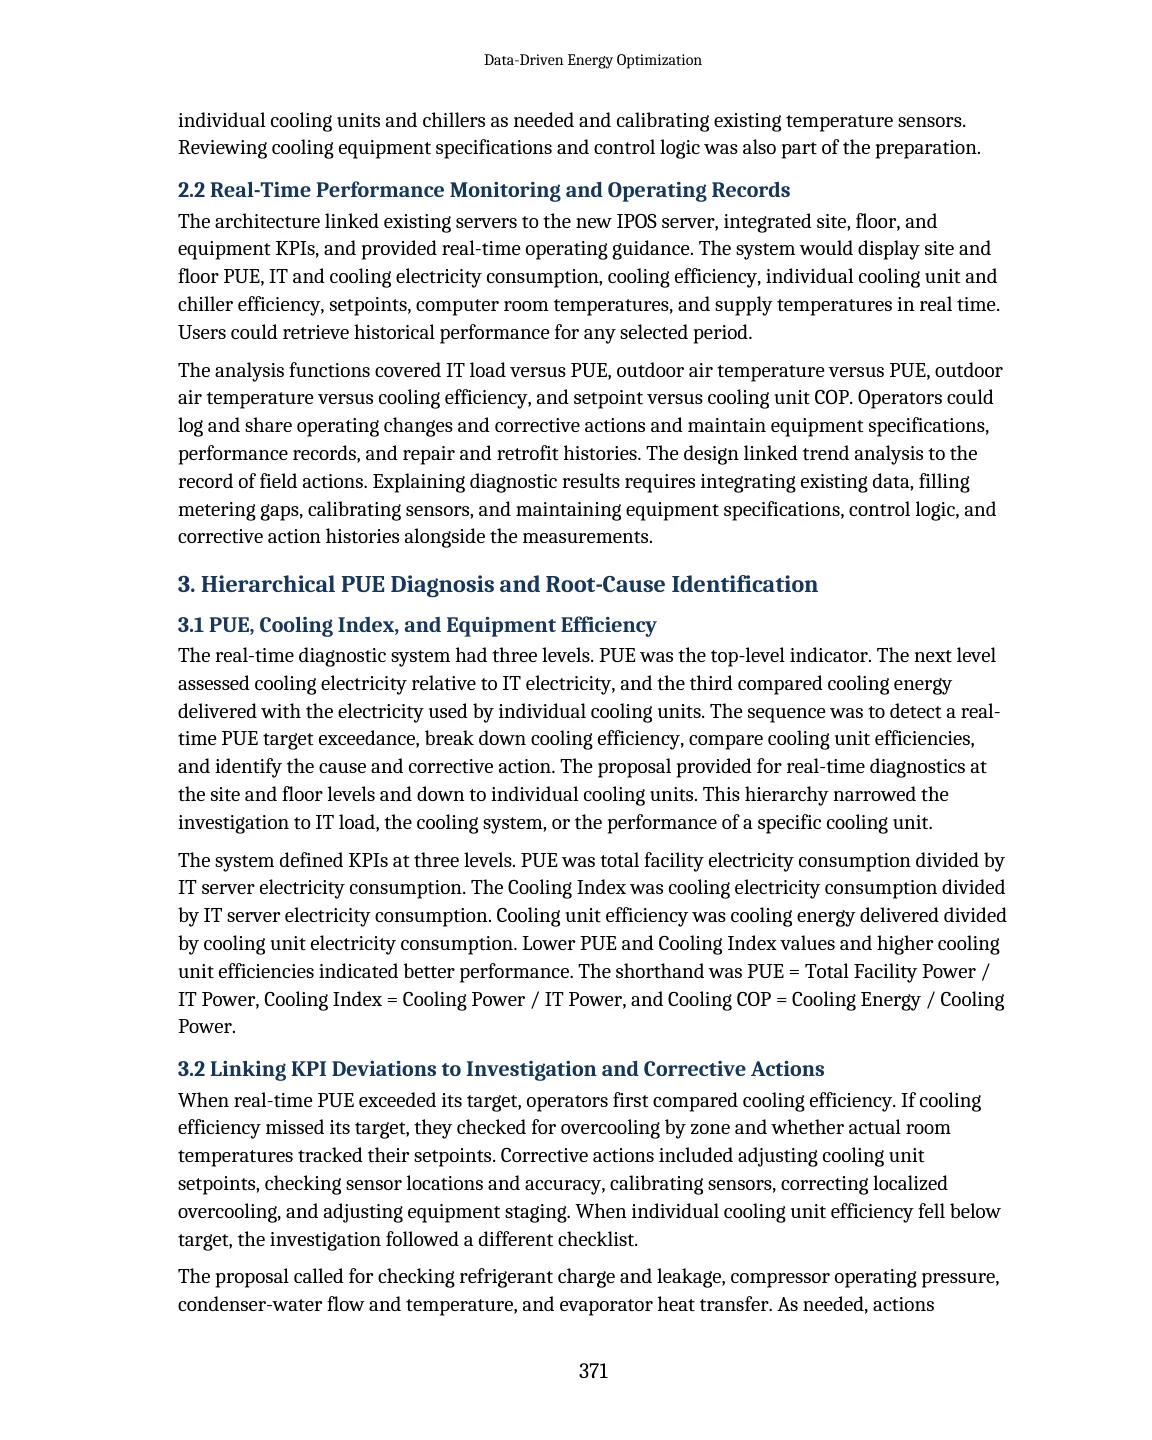 Data-Driven Energy Optimization
individual cooling units and chillers as needed and calibrating existing temperature sensors.
Reviewing cooling equipment specifications and control logic was also part of the preparation.
2.2 Real-Time Performance Monitoring and Operating Records
The architecture linked existing servers to the new IPOS server, integrated site, floor, and
equipment KPIs, and provided real-time operating guidance. The system would display site and
floor PUE, IT and cooling electricity consumption, cooling efficiency, individual cooling unit and
chiller efficiency, setpoints, computer room temperatures, and supply temperatures in real time.
Users could retrieve historical performance for any selected period.
The analysis functions covered IT load versus PUE, outdoor air temperature versus PUE, outdoor
air temperature versus cooling efficiency, and setpoint versus cooling unit COP. Operators could
log and share operating changes and corrective actions and maintain equipment specifications,
performance records, and repair and retrofit histories. The design linked trend analysis to the
record of field actions. Explaining diagnostic results requires integrating existing data, filling
metering gaps, calibrating sensors, and maintaining equipment specifications, control logic, and
corrective action histories alongside the measurements.
3. Hierarchical PUE Diagnosis and Root-Cause Identification
3.1 PUE, Cooling Index, and Equipment Efficiency
The real-time diagnostic system had three levels. PUE was the top-level indicator. The next level
assessed cooling electricity relative to IT electricity, and the third compared cooling energy
delivered with the electricity used by individual cooling units. The sequence was to detect a real-
time PUE target exceedance, break down cooling efficiency, compare cooling unit efficiencies,
and identify the cause and corrective action. The proposal provided for real-time diagnostics at
the site and floor levels and down to individual cooling units. This hierarchy narrowed the
investigation to IT load, the cooling system, or the performance of a specific cooling unit.
The system defined KPIs at three levels. PUE was total facility electricity consumption divided by
IT server electricity consumption. The Cooling Index was cooling electricity consumption divided
by IT server electricity consumption. Cooling unit efficiency was cooling energy delivered divided
by cooling unit electricity consumption. Lower PUE and Cooling Index values and higher cooling
unit efficiencies indicated better performance. The shorthand was PUE = Total Facility Power /
IT Power, Cooling Index = Cooling Power / IT Power, and Cooling COP = Cooling Energy / Cooling
Power.
3.2 Linking KPI Deviations to Investigation and Corrective Actions
When real-time PUE exceeded its target, operators first compared cooling efficiency. If cooling
efficiency missed its target, they checked for overcooling by zone and whether actual room
temperatures tracked their setpoints. Corrective actions included adjusting cooling unit
setpoints, checking sensor locations and accuracy, calibrating sensors, correcting localized
overcooling, and adjusting equipment staging. When individual cooling unit efficiency fell below
target, the investigation followed a different checklist.
The proposal called for checking refrigerant charge and leakage, compressor operating pressure,
condenser-water flow and temperature, and evaporator heat transfer. As needed, actions
371